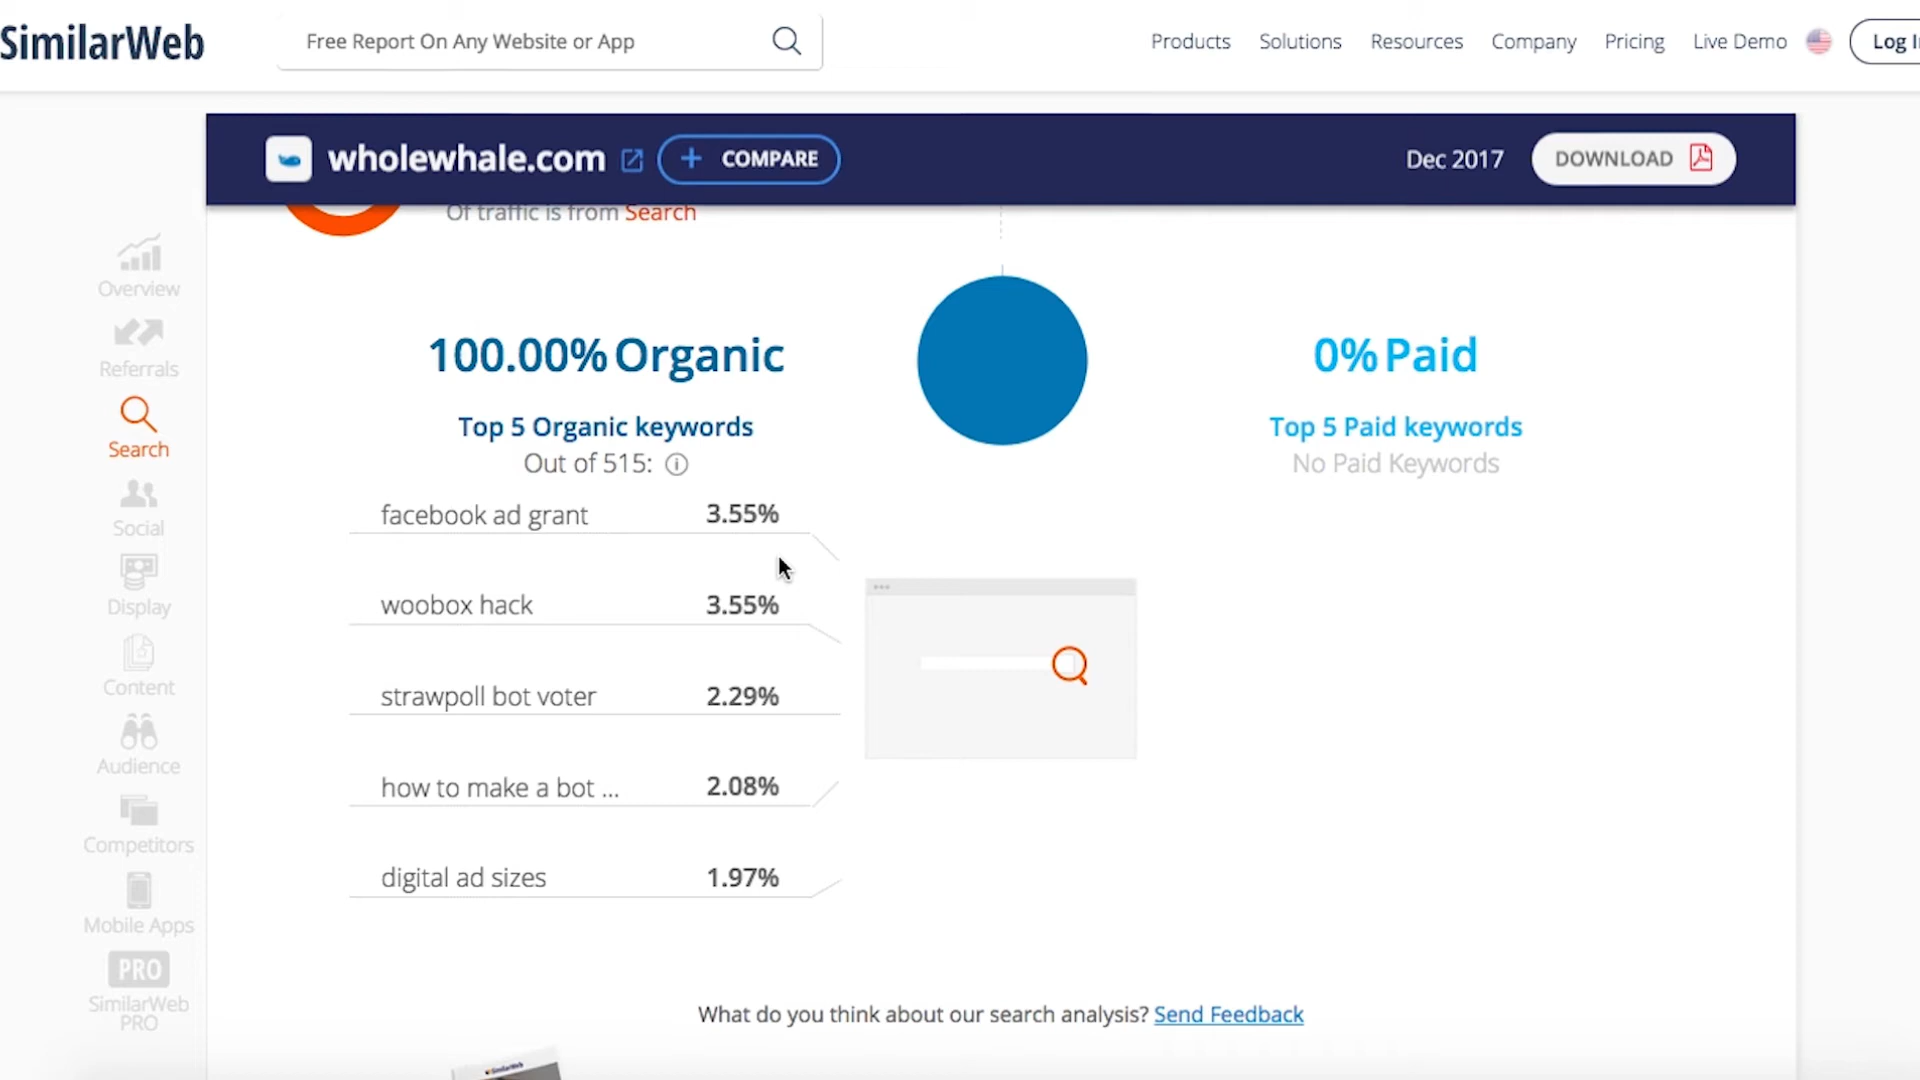 SimilarWeb
Free Report On Any Website or App
Products Solutions Resources Company Pricing Live Demo
wholewhale.com + COMPARE Dec 2017 DOWNLOAD
Of traffic is from Search
Overview
Referrals
Search
Social
Display
Content
Audience
Competitors
Mobile Apps
PRO
SimilarWeb
PRO
100.00% Organic
Top 5 Organic keywords
Out of 515:
facebook ad grant 3.55%
woobox hack 3.55%
strawpoll bot voter 2.29%
how to make a bot ... 2.08%
digital ad sizes 1.97%
0% Paid
Top 5 Paid keywords
No Paid Keywords
What do you think about our search analysis? Send Feedback
SimilarWeb